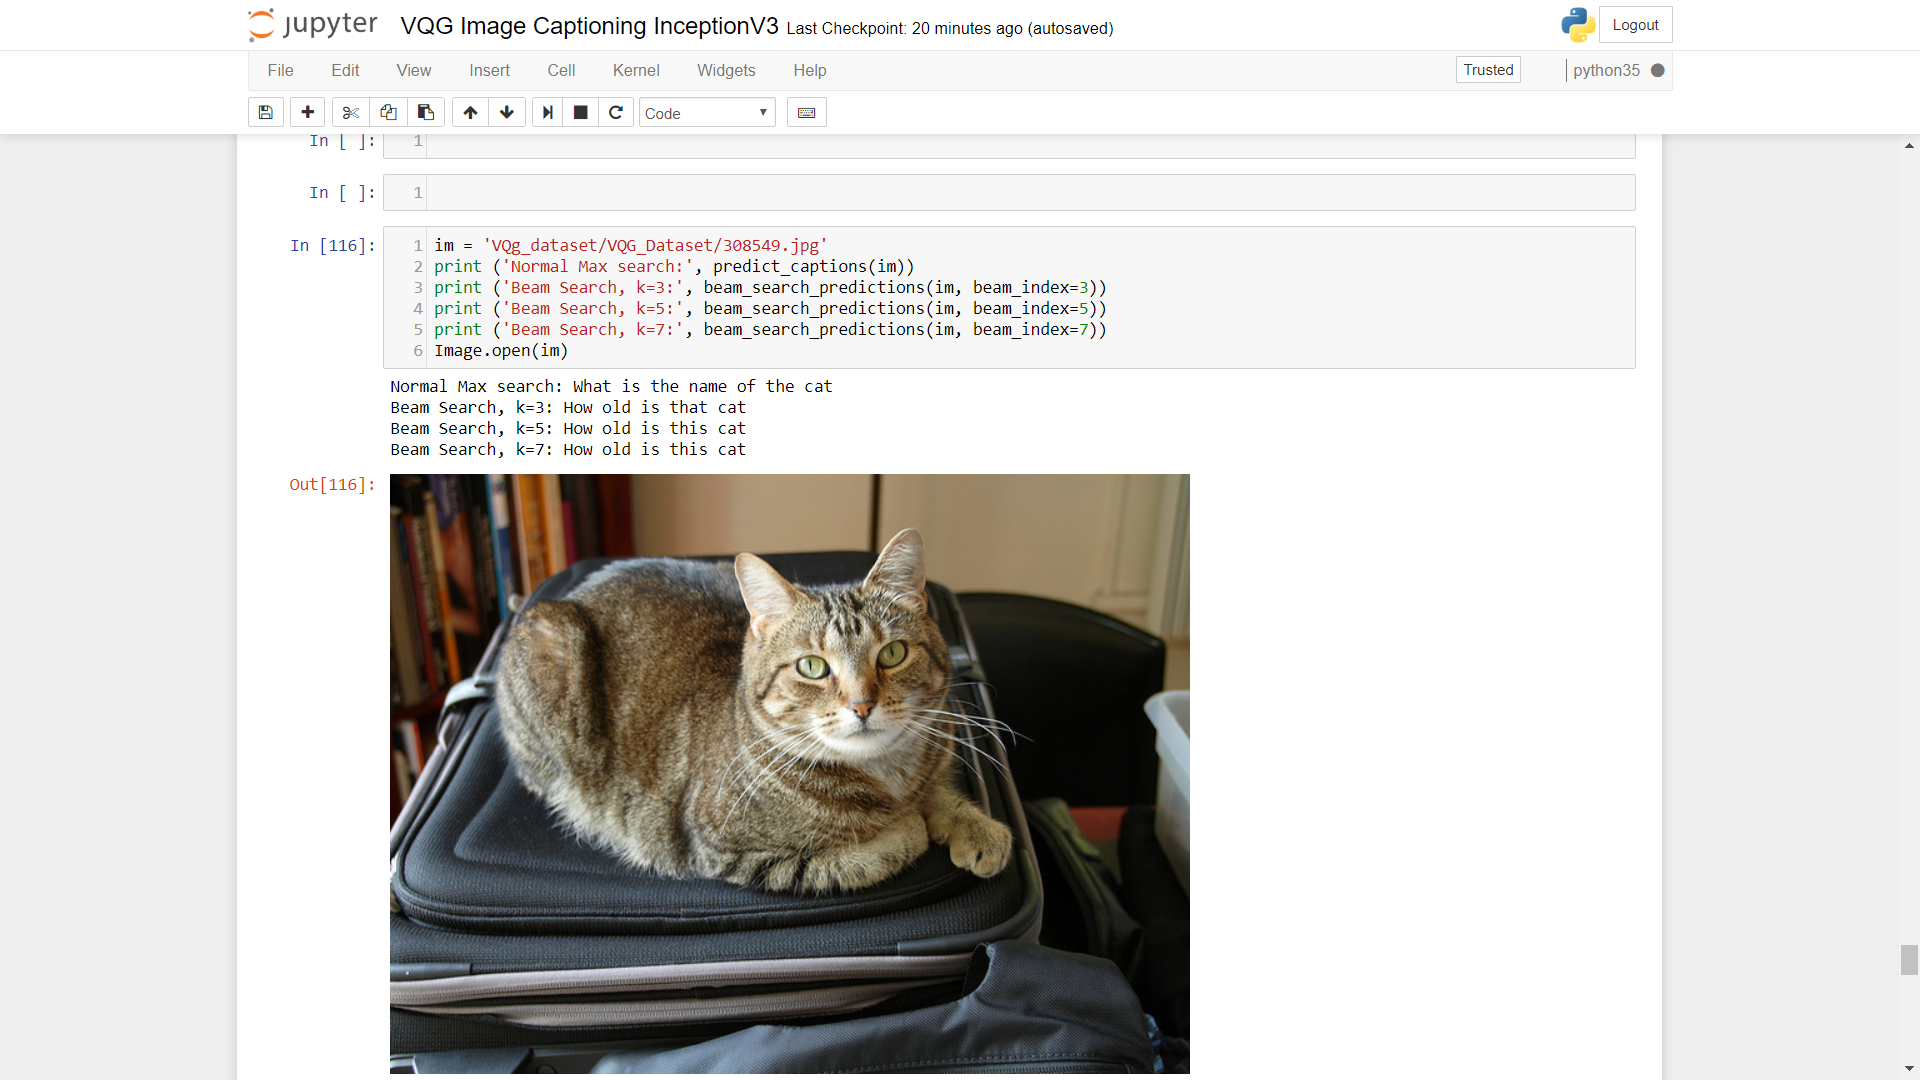 jupyter VQG Image Captioning InceptionV3 Last Checkpoint: 20 minutes ago (autosaved) Logout
File Edit View Insert Cell Kernel Widgets Help Trusted python35
Code
In [ ]: 1
In [ ]: 1
In [116]: 1 im = 'VQg_dataset/VQG_Dataset/308549.jpg'
2 print ('Normal Max search:', predict_captions(im))
3 print ('Beam Search, k=3:', beam_search_predictions(im, beam_index=3))
4 print ('Beam Search, k=5:', beam_search_predictions(im, beam_index=5))
5 print ('Beam Search, k=7:', beam_search_predictions(im, beam_index=7))
6 Image.open(im)
Normal Max search: What is the name of the cat
Beam Search, k=3: How old is that cat
Beam Search, k=5: How old is this cat
Beam Search, k=7: How old is this cat
Out[116]: